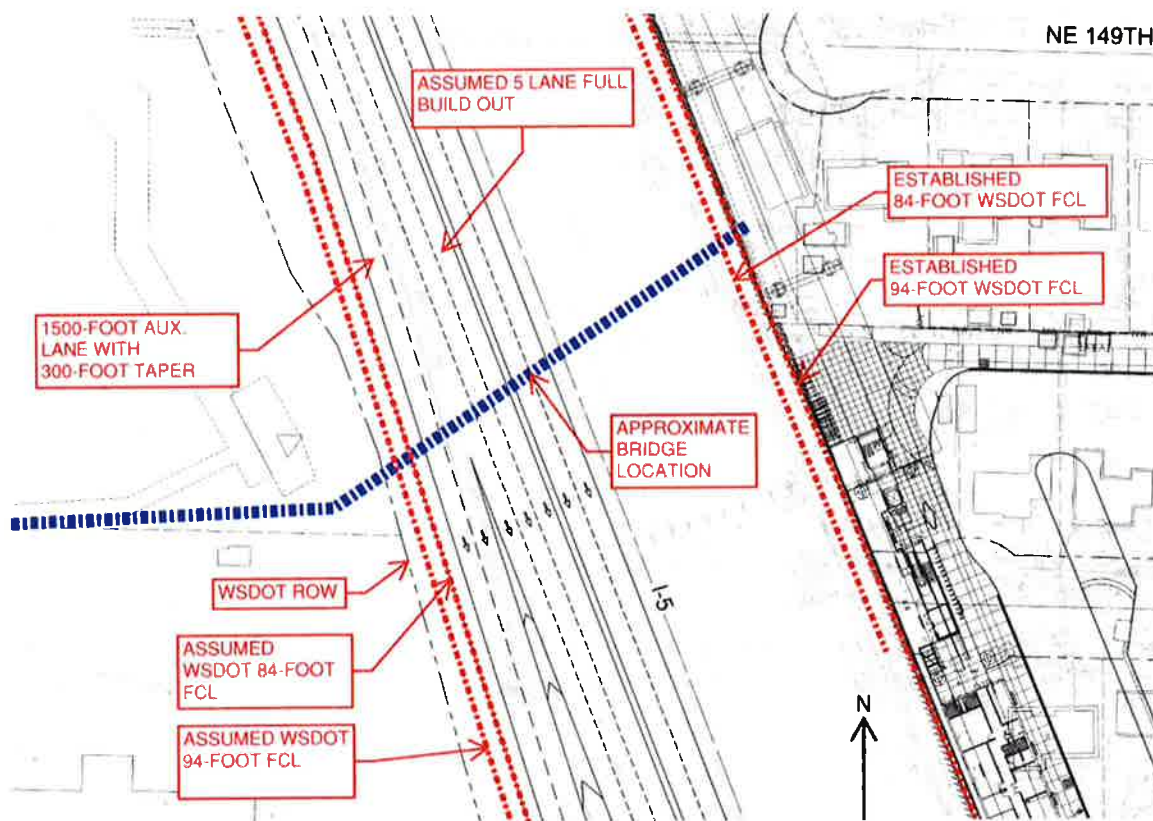 NE 149TH
ASSUMED 5 LANE FULL
BUILD OUT
ESTABLISHED
84-FOOT WSDOT FCL
ESTABLISHED
94-FOOT WSDOT FCL
1500-FOOT AUX.
LANE WITH
300-FOOT TAPER
APPROXIMATE
BRIDGE
LOCATION
WSDOT ROW
I-5
ASSUMED
WSDOT 84-FOOT
FCL
ASSUMED WSDOT
94-FOOT FCL
N